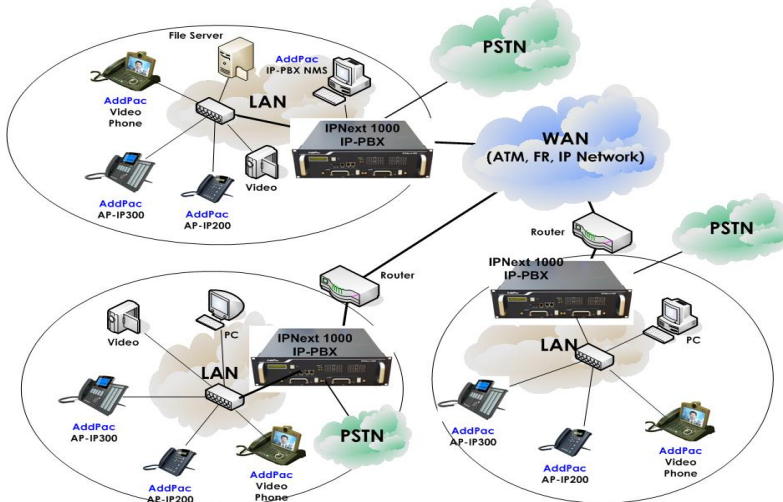 File Server
AddPac
IP-PBX NMS
PSTN
AddPac
Video
Phone
LAN
IPNext 1000
IP-PBX
WAN
(ATM, FR, IP Network)
AddPac
AP-IP300
AddPac
AP-IP200
Video
Router
PSTN
Router
IPNext 1000
IP-PBX
Video
PC
IPNext 1000
IP-PBX
PC
LAN
LAN
AddPac
AP-IP300
PSTN
AddPac
AP-IP300
AddPac
AP-IP200
AddPac
Video
Phone
AddPac
AP-IP200
AddPac
Video
Phone